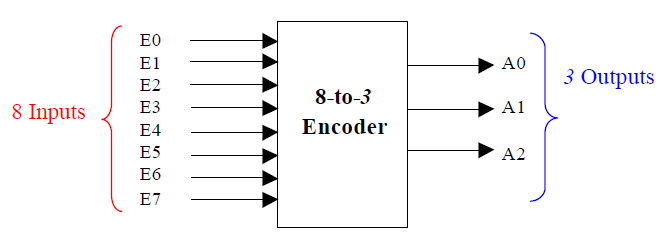 8 Inputs
E0
E1
E2
E3
E4
E5
E6
E7
8-to-3
Encoder
A0
A1
A2
3 Outputs